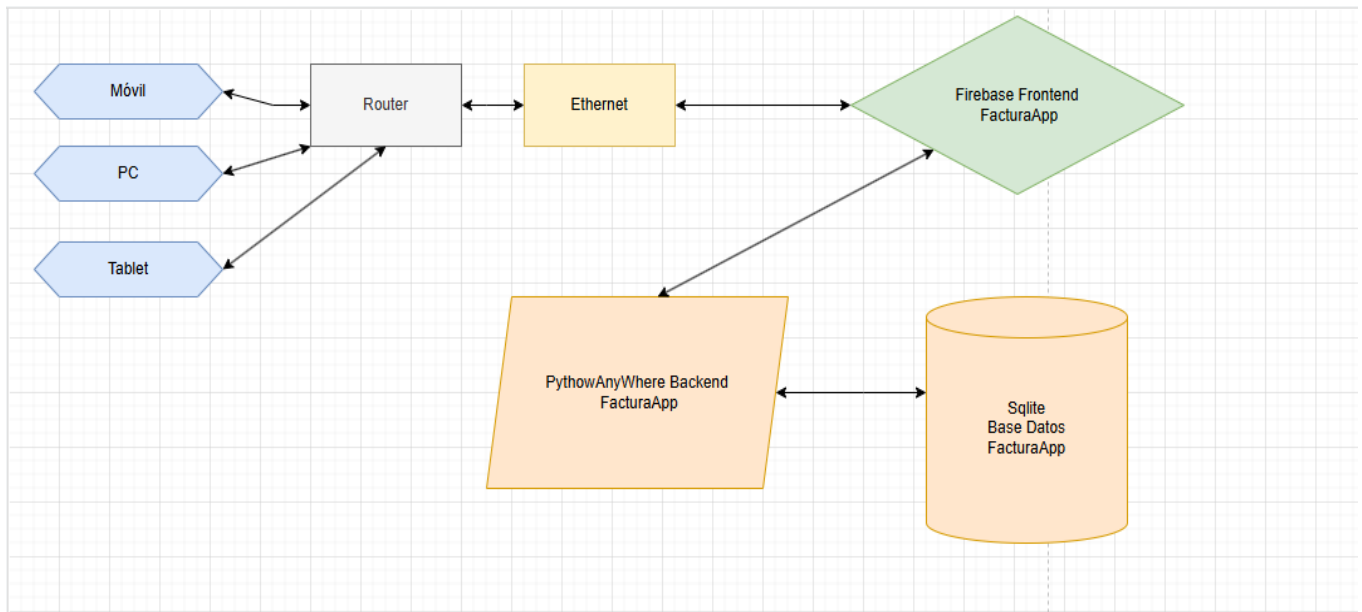 Móvil
Router
Ethernet
Firebase Frontend
FacturaApp
PC
Tablet
PythowAnyWhere Backend
FacturaApp
Sqlite
Base Datos
FacturaApp